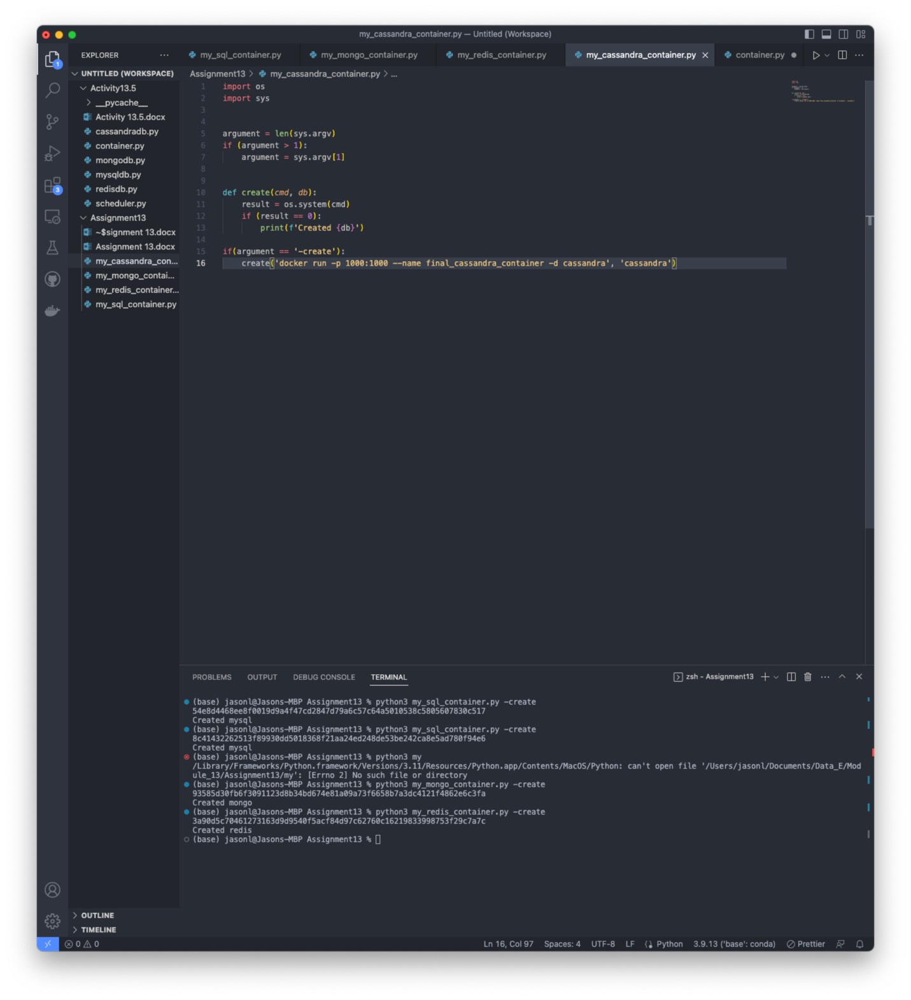 my_cassandra_container.py — Untitled (Workspace)
EXPLORER
my_sql_container.py
my_mongo_container.py
my_redis_container.py
my_cassandra_container.py
container.py
1
3
UNTITLED (WORKSPACE)
Activity13.5
__pycache__
Activity 13.5.docx
cassandradb.py
container.py
mongodb.py
mysqldb.py
redisdb.py
scheduler.py
Assignment13
~$signment 13.docx
Assignment 13.docx
my_cassandra_con...
my_mongo_contai...
my_redis_container...
my_sql_container.py
Assignment13 > my_cassandra_container.py > ...
1 import os
2 import sys
3
4
5 argument = len(sys.argv)
6 if (argument > 1):
7     argument = sys.argv[1]
8
9
10 def create(cmd, db):
11     result = os.system(cmd)
12     if (result == 0):
13         print(f'Created {db}')
14
15 if(argument == '-create'):
16     create('docker run -p 1000:1000 --name final_cassandra_container -d cassandra', 'cassandra')
PROBLEMS OUTPUT DEBUG CONSOLE TERMINAL
zsh - Assignment13
(base) jasonl@Jasons-MBP Assignment13 % python3 my_sql_container.py -create
54e8d4468ee8f0019d9a4f47cd2847d79a6c57c64a5010538c5805607830c517
Created mysql
(base) jasonl@Jasons-MBP Assignment13 % python3 my_sql_container.py -create
8c41432262513f89930dd5018368f21aa24ed248de53be242ca8e5ad780f94e6
Created mysql
(base) jasonl@Jasons-MBP Assignment13 % python3 my
/Library/Frameworks/Python.framework/Versions/3.11/Resources/Python.app/Contents/MacOS/Python: can't open file '/Users/jasonl/Documents/Data_E/Mod
ule_13/Assignment13/my': [Errno 2] No such file or directory
(base) jasonl@Jasons-MBP Assignment13 % python3 my_mongo_container.py -create
93585d30fb6f3091123d8b34bd674e81a09a73f6658b7a3dc4121f4862e6c3fa
Created mongo
(base) jasonl@Jasons-MBP Assignment13 % python3 my_redis_container.py -create
3a90d5c70461273163d9d9540f5acf84d97c62760c16219833998753f29c7a7c
Created redis
(base) jasonl@Jasons-MBP Assignment13 %
OUTLINE
TIMELINE
0 0
Ln 16, Col 97 Spaces: 4 UTF-8 LF Python 3.9.13 ('base': conda) Prettier